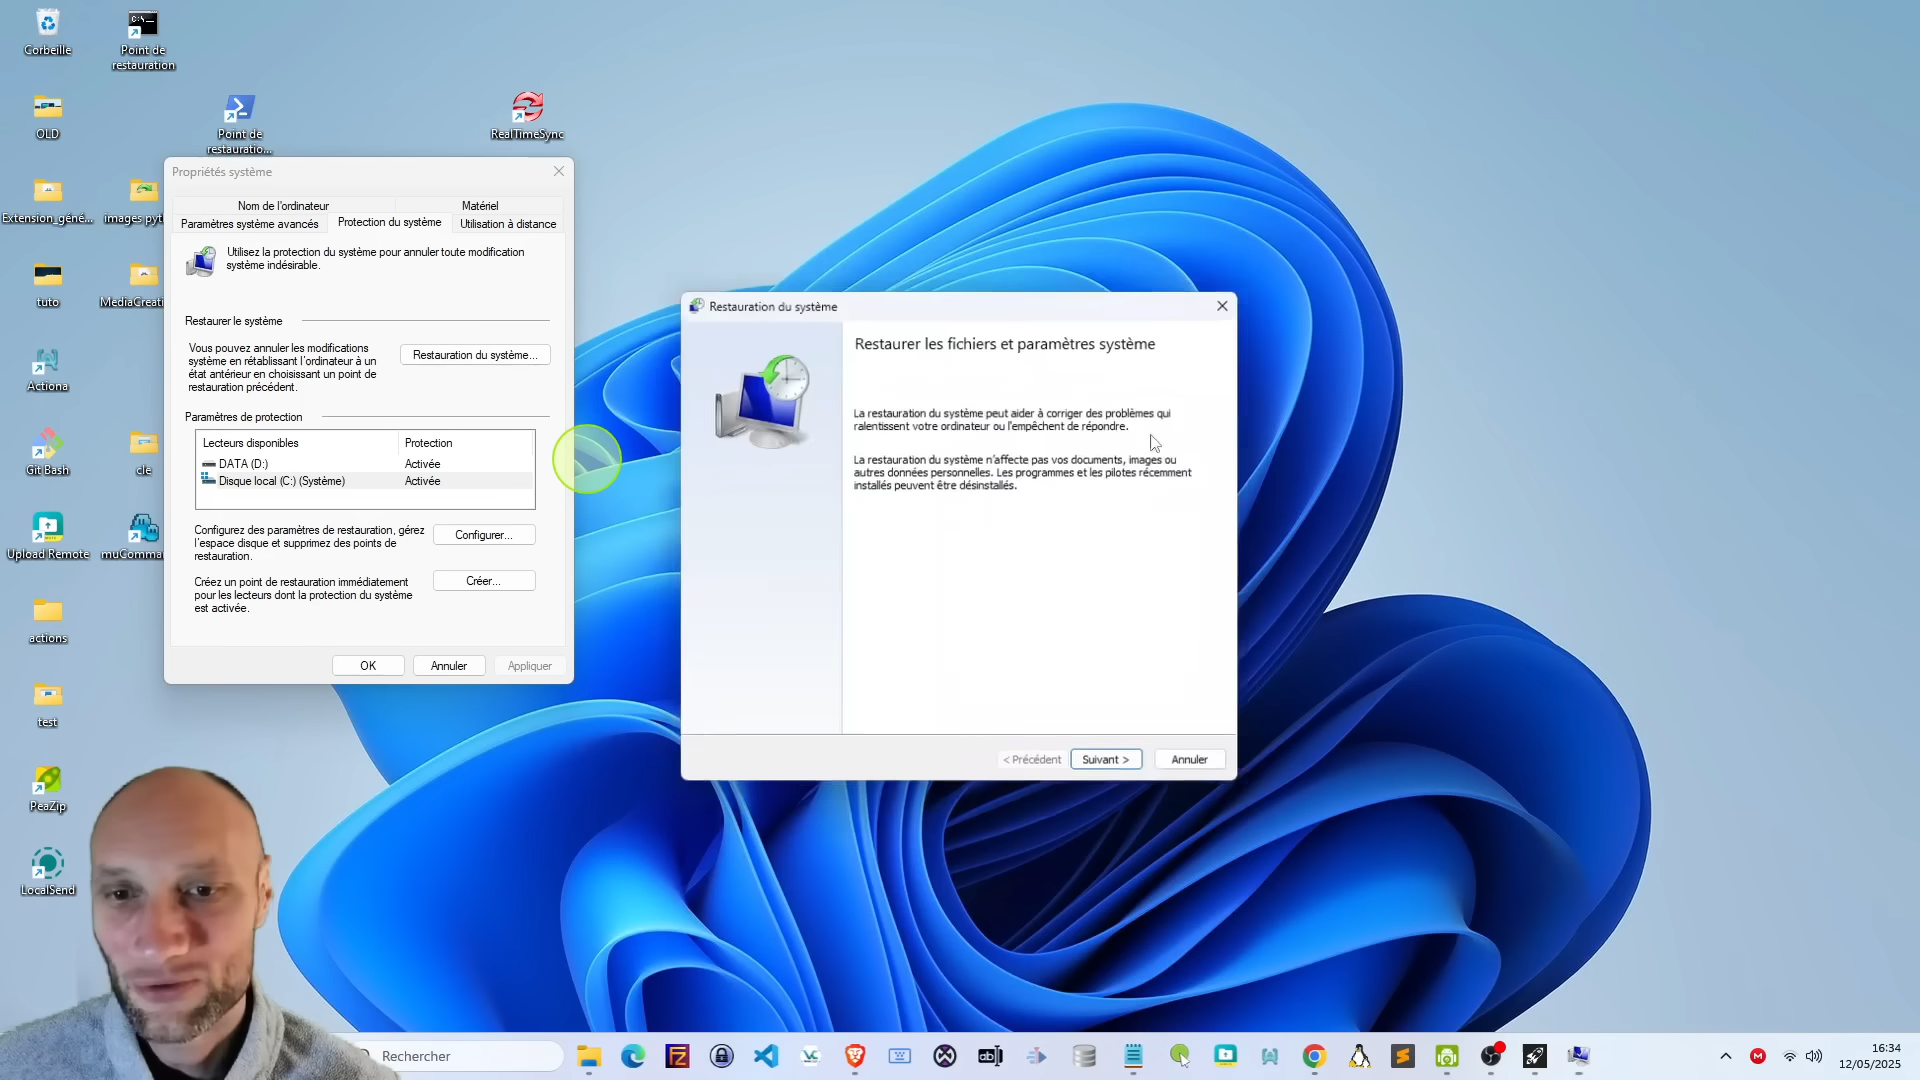 Corbeille
Point de
restauration
OLD
Point de
restauratio...
RealTimeSync
Extension_géné...
images pyt
tuto
MediaCreati
Actiona
Git Bash
cle
Upload Remote
muComman
actions
test
PeaZip
LocalSend
Propriétés système
Nom de l'ordinateur
Matériel
Paramètres système avancés
Protection du système
Utilisation à distance
Utilisez la protection du système pour annuler toute modification
système indésirable.
Restaurer le système
Vous pouvez annuler les modifications
système en rétablissant l'ordinateur à un
état antérieur en choisissant un point de
restauration précédent.
Restauration du système...
Paramètres de protection
Lecteurs disponibles
Protection
DATA (D:)
Activée
Disque local (C:) (Système)
Activée
Configurez des paramètres de restauration, gérez
l'espace disque et supprimez des points de
restauration.
Configurer...
Créez un point de restauration immédiatement
pour les lecteurs dont la protection du système
est activée.
Créer...
OK
Annuler
Appliquer
Restauration du système
Restaurer les fichiers et paramètres système
La restauration du système peut aider à corriger des problèmes qui
ralentissent votre ordinateur ou l'empêchent de répondre.
La restauration du système n'affecte pas vos documents, images ou
autres données personnelles. Les programmes et les pilotes récemment
installés peuvent être désinstallés.
< Précédent
Suivant >
Annuler
Rechercher
16:34
12/05/2025